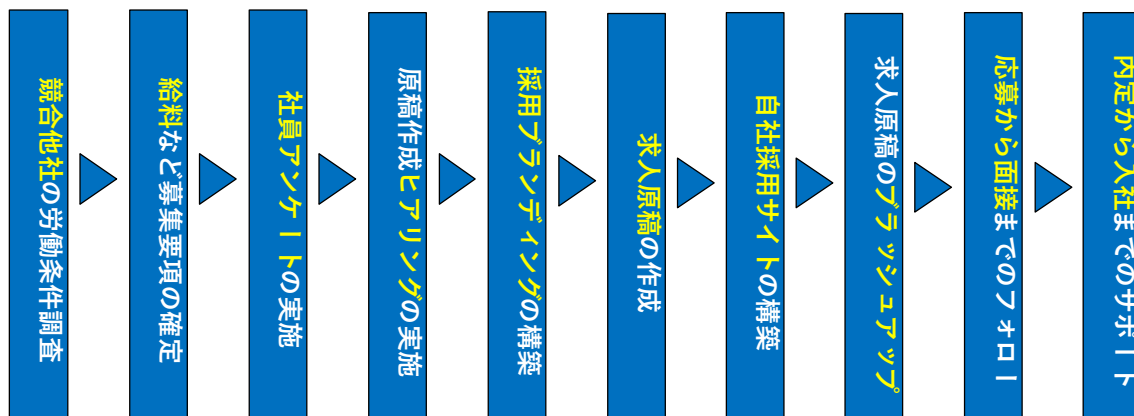 競合他社の労働条件調査
給料など募集要項の確定
社員アンケートの実施
原稿作成ヒアリングの実施
採用ブランディングの構築
求人原稿の作成
自社採用サイトの構築
求人原稿のブラッシュアップ
応募から面接までのフォロー
内定から入社までのサポート